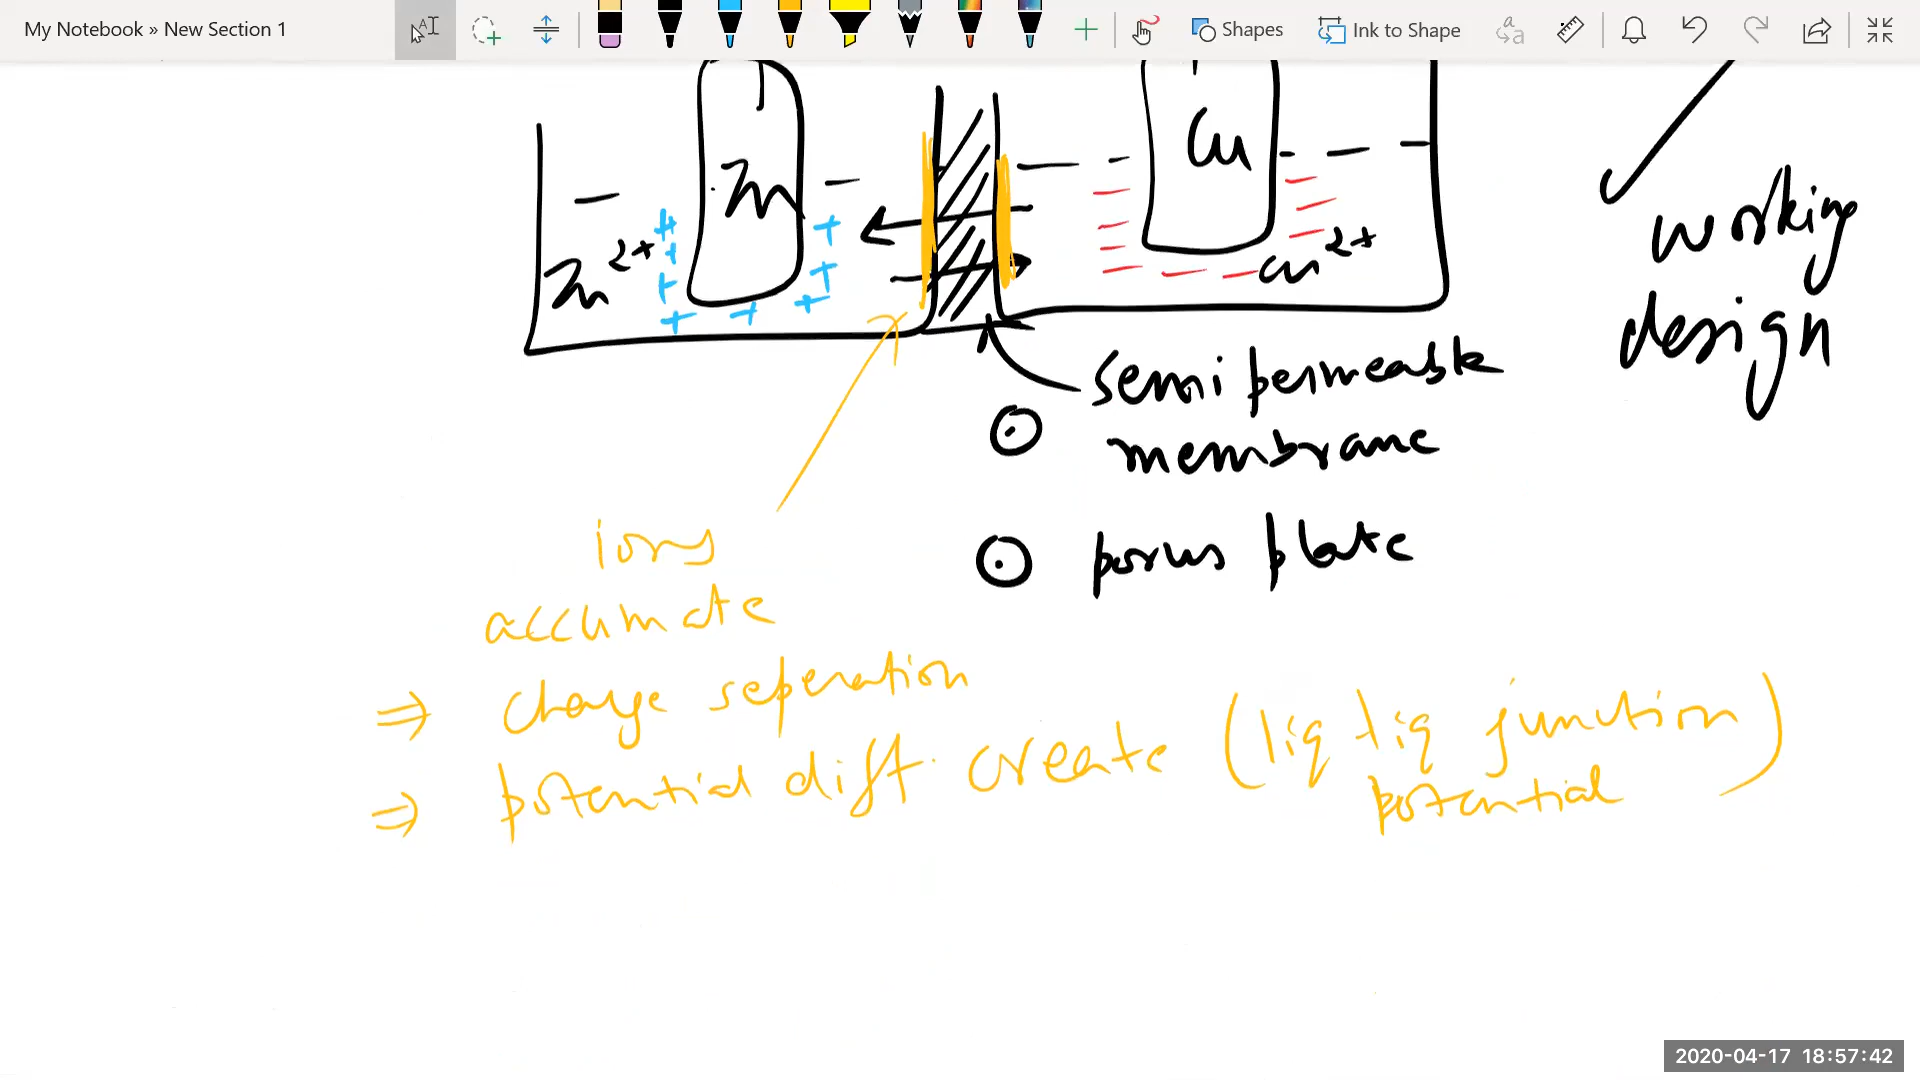 My Notebook » New Section 1
Shapes
Ink to Shape
Zn
Cu
Zn2+
Cu2+
working
design
semi permeable
membrane
porus plate
ions
accumate
⇒ charge seperation
⇒ potential diff. create (liq liq junction
potential)
2020-04-17 18:57:42